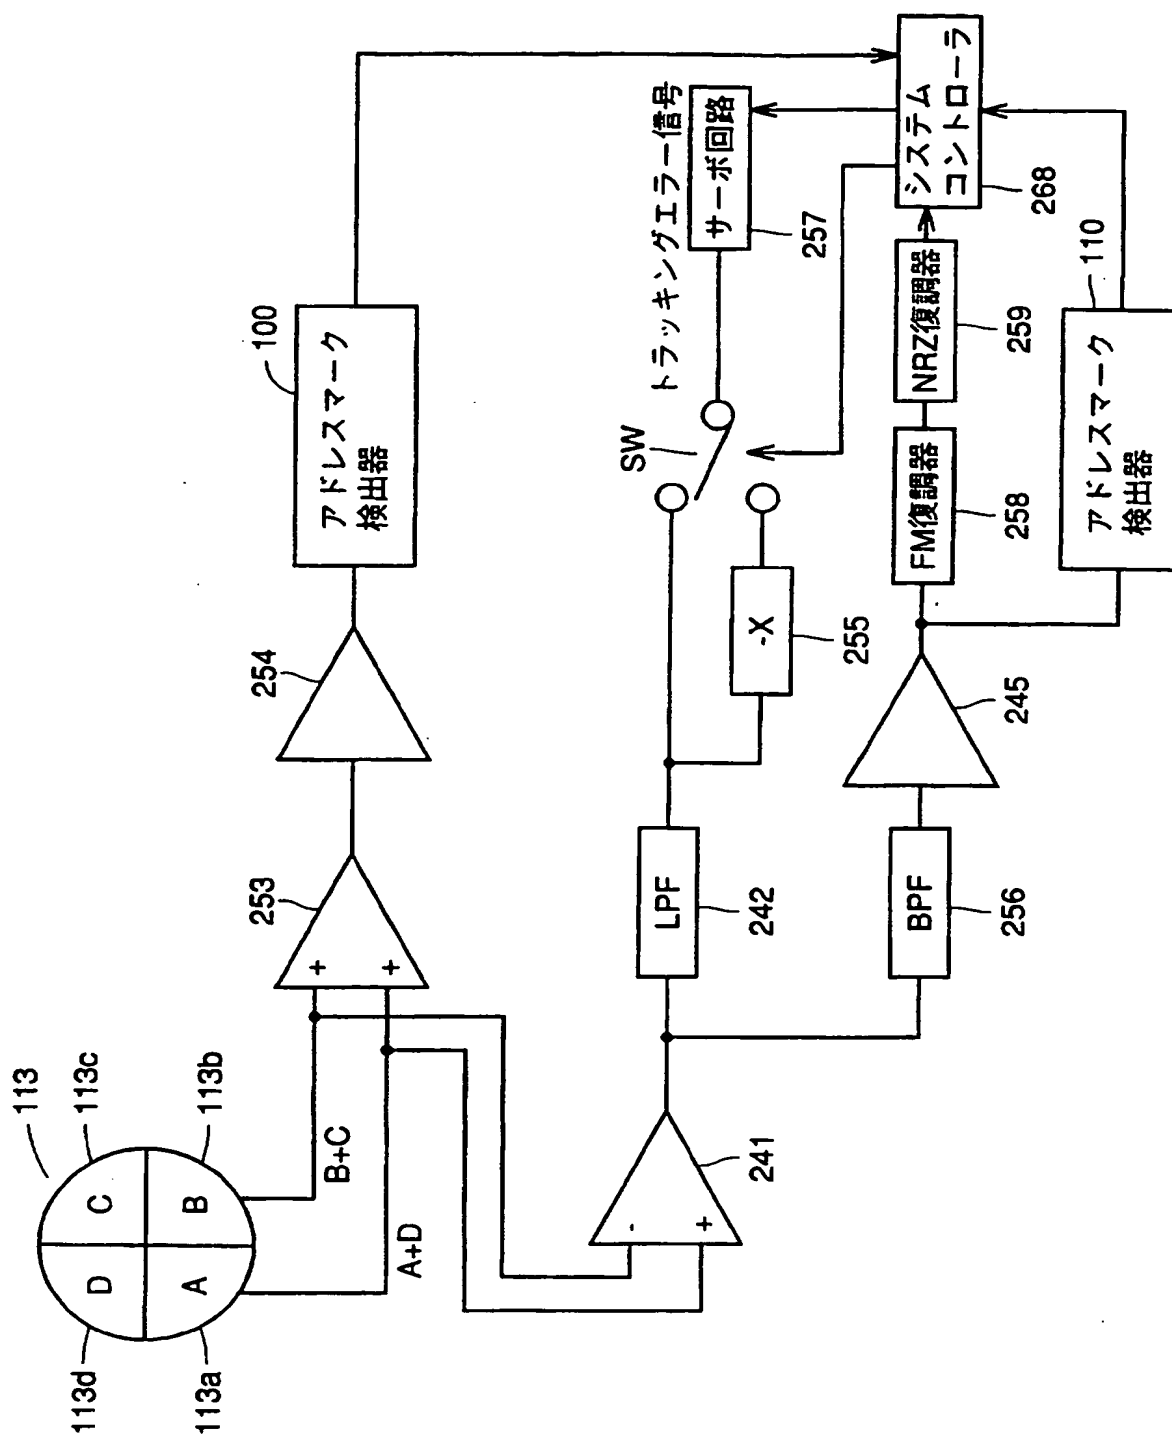 113
113c
113b
113d
113a
D
C
A
B
B+C
A+D
253
+
+
254
100
アドレスマーク
検出器
241
-
+
LPF
242
-X
255
SW
トラッキングエラー信号
サーボ回路
257
BPF
256
245
FM復調器
258
NRZ復調器
259
システム
コントローラ
268
アドレスマーク
検出器
110